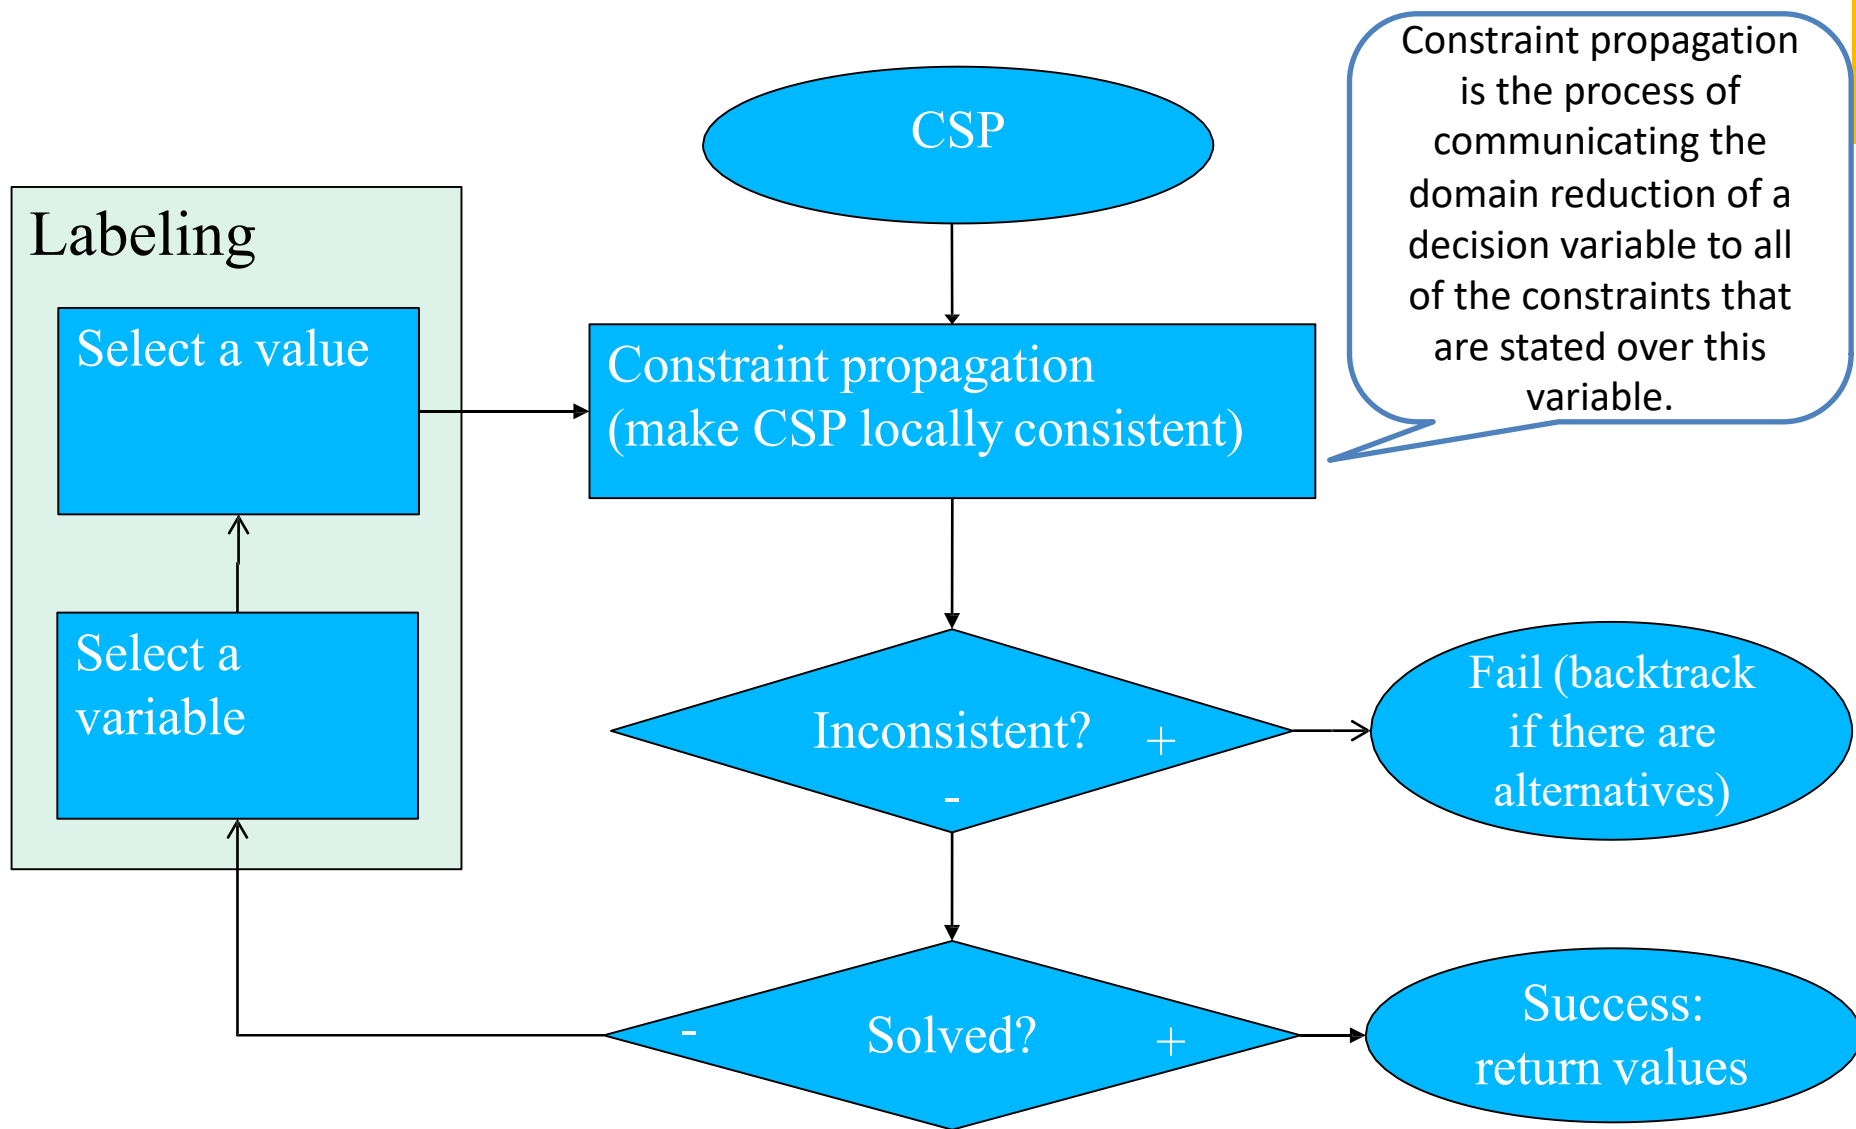 CSP
Constraint propagation
is the process of
communicating the
domain reduction of a
decision variable to all
of the constraints that
are stated over this
variable.
Labeling
Select a value
Constraint propagation
(make CSP locally consistent)
Select a
variable
Inconsistent?
+
-
Fail (backtrack
if there are
alternatives)
-
Solved?
+
Success:
return values